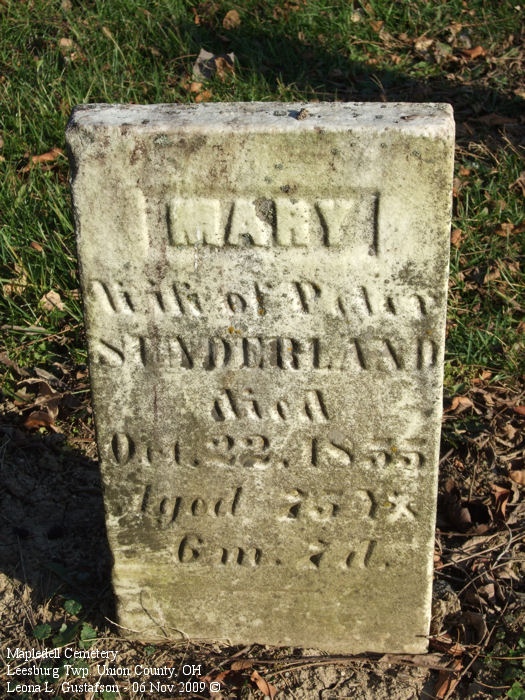 MARY
Wife of Peter
SUNDERLAND
died
Oct. 22. 1855
Aged 75 Ys
6 m. 7 d.
Mapledell Cemetery
Leesburg Twp. Union County, OH
Leona L. Gustafson - 06 Nov. 2009 ©